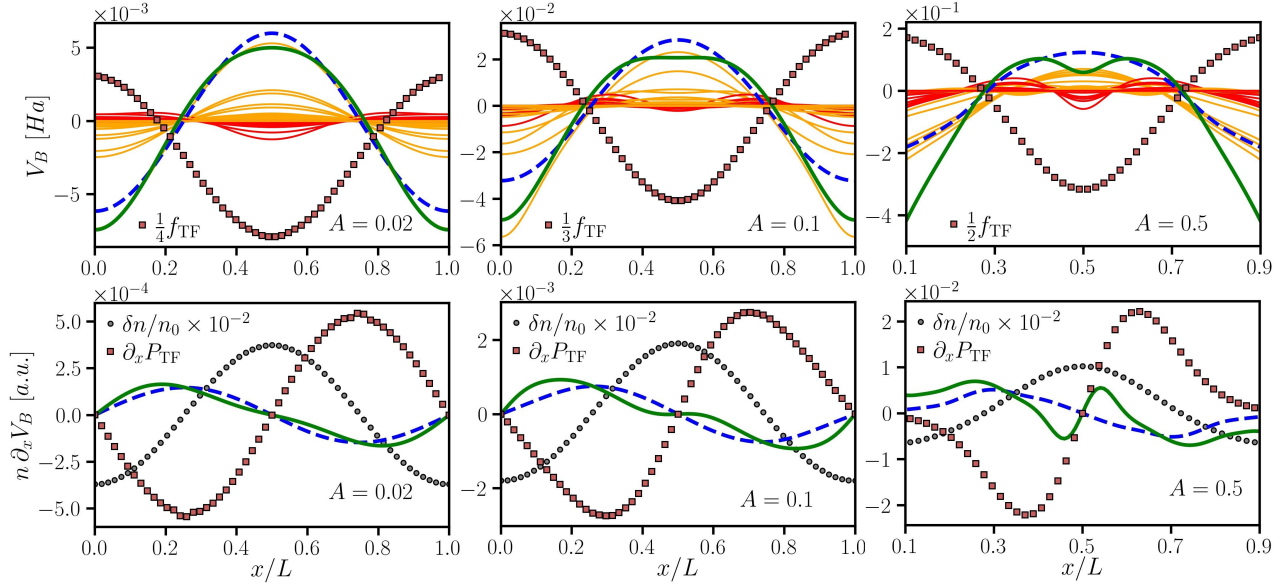 ×10⁻³
×10⁻²
×10⁻¹
V_B [Ha]
5
0
−5
2
0
−2
−4
−6
0
−2
−4
¼ f_TF
A = 0.02
⅓ f_TF
A = 0.1
½ f_TF
A = 0.5
0.0 0.2 0.4 0.6 0.8 1.0
0.0 0.2 0.4 0.6 0.8 1.0
0.1 0.3 0.5 0.7 0.9
×10⁻⁴
×10⁻³
×10⁻²
n ∂ₓV_B [a.u.]
5.0
2.5
0.0
−2.5
−5.0
2
0
−2
2
1
0
−1
−2
δn/n₀ × 10⁻²
∂ₓP_TF
A = 0.02
δn/n₀ × 10⁻²
∂ₓP_TF
A = 0.1
δn/n₀ × 10⁻²
∂ₓP_TF
A = 0.5
0.0 0.2 0.4 0.6 0.8 1.0
0.0 0.2 0.4 0.6 0.8 1.0
0.1 0.3 0.5 0.7 0.9
x/L
x/L
x/L